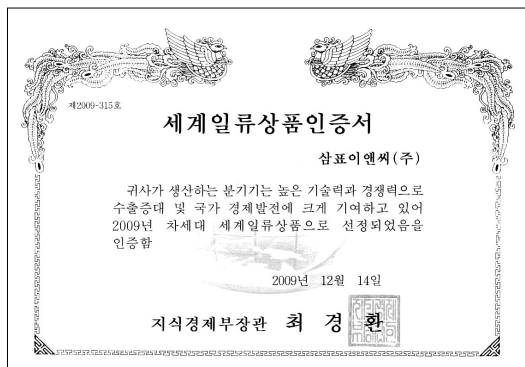 제2009-315호
세계일류상품인증서
삼표이앤씨(주)
귀사가 생산하는 분기기는 높은 기술력과 경쟁력으로
수출증대 및 국가 경제발전에 크게 기여하고 있어
2009년 차세대 세계일류상품으로 선정되었음을
인증함
2009년 12월 14일
지식경제부장관 최경환